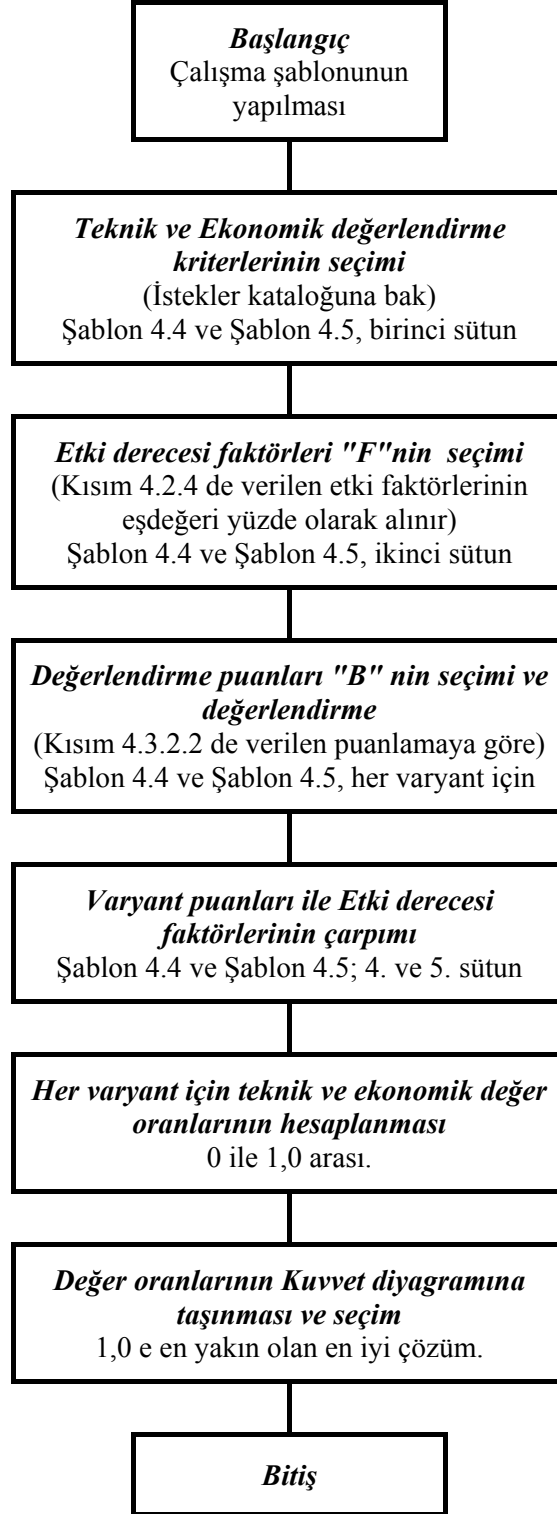 Başlangıç
Çalışma şablonunun
yapılması
Teknik ve Ekonomik değerlendirme
kriterlerinin seçimi
(İstekler kataloğuna bak)
Şablon 4.4 ve Şablon 4.5, birinci sütun
Etki derecesi faktörleri "F"nin seçimi
(Kısım 4.2.4 de verilen etki faktörlerinin
eşdeğeri yüzde olarak alınır)
Şablon 4.4 ve Şablon 4.5, ikinci sütun
Değerlendirme puanları "B" nin seçimi ve
değerlendirme
(Kısım 4.3.2.2 de verilen puanlamaya göre)
Şablon 4.4 ve Şablon 4.5, her varyant için
Varyant puanları ile Etki derecesi
faktörlerinin çarpımı
Şablon 4.4 ve Şablon 4.5; 4. ve 5. sütun
Her varyant için teknik ve ekonomik değer
oranlarının hesaplanması
0 ile 1,0 arası.
Değer oranlarının Kuvvet diyagramına
taşınması ve seçim
1,0 e en yakın olan en iyi çözüm.
Bitiş